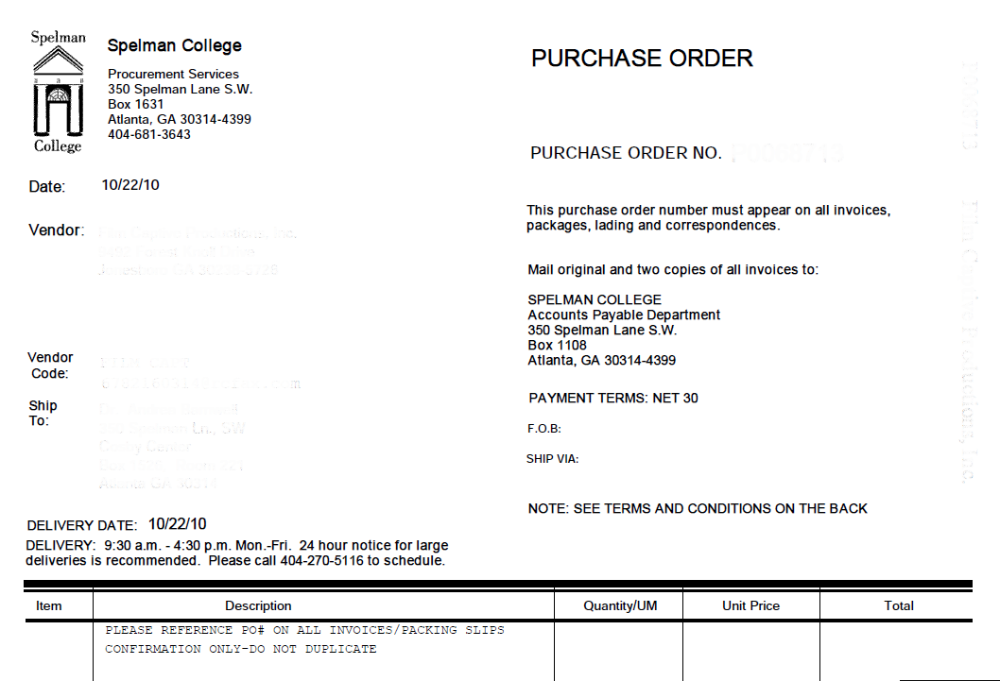 Spelman
College
Spelman College
Procurement Services
350 Spelman Lane S.W.
Box 1631
Atlanta, GA 30314-4399
404-681-3643
PURCHASE ORDER
PURCHASE ORDER NO. P0068713
Date: 10/22/10
This purchase order number must appear on all invoices,
packages, lading and correspondences.
Vendor:
Mail original and two copies of all invoices to:
SPELMAN COLLEGE
Accounts Payable Department
350 Spelman Lane S.W.
Box 1108
Atlanta, GA 30314-4399
Vendor
Code:
PAYMENT TERMS: NET 30
Ship
To:
Ln., SW
F.O.B:
SHIP VIA:
NOTE: SEE TERMS AND CONDITIONS ON THE BACK
DELIVERY DATE: 10/22/10
DELIVERY: 9:30 a.m. - 4:30 p.m. Mon.-Fri. 24 hour notice for large
deliveries is recommended. Please call 404-270-5116 to schedule.
Item Description Quantity/UM Unit Price Total
PLEASE REFERENCE PO# ON ALL INVOICES/PACKING SLIPS
CONFIRMATION ONLY-DO NOT DUPLICATE